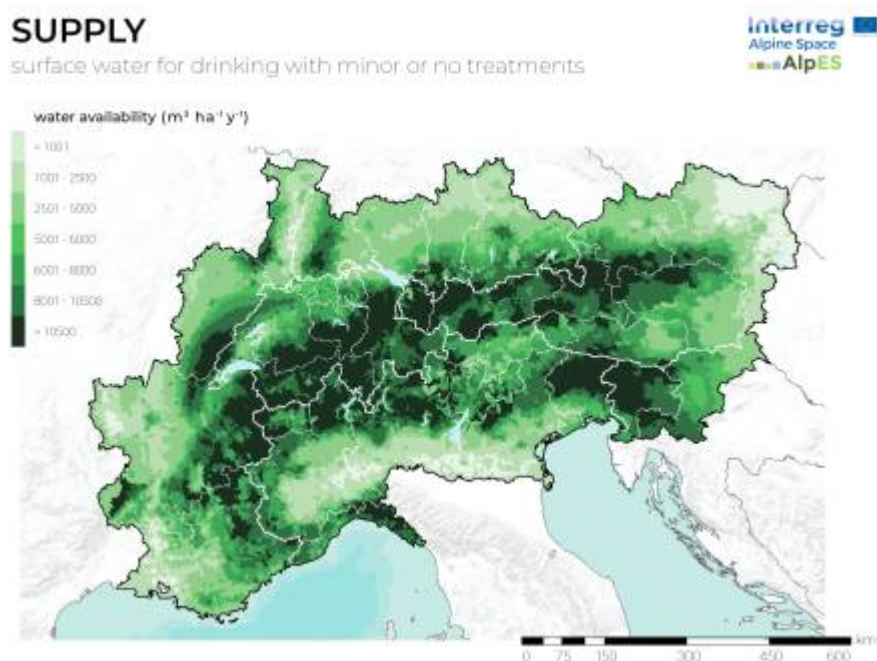 SUPPLY
surface water for drinking with minor or no treatments
Interreg
Alpine Space
AlpES
water availability (m³ ha⁻¹ y⁻¹)
< 1001
1001 - 2500
2501 - 5000
5001 - 6000
6001 - 8000
8001 - 10500
> 10500
km
0 75 150 300 450 600